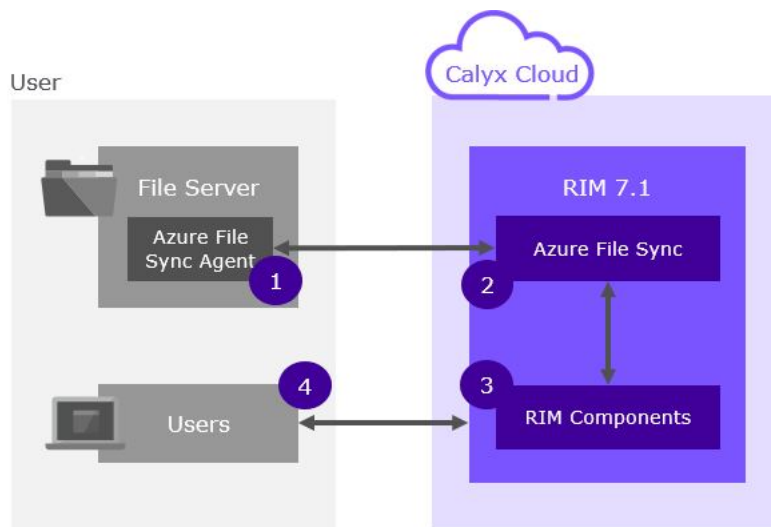 Calyx Cloud
User
File Server
Azure File
Sync Agent
1
RIM 7.1
Azure File Sync
2
Users
4
3
RIM Components